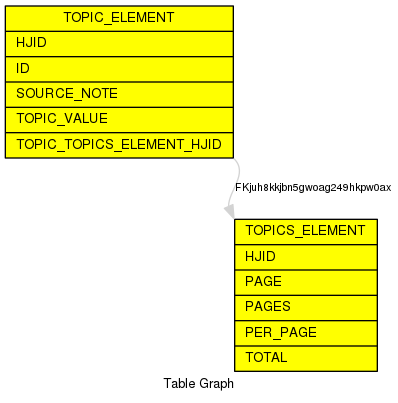 TOPIC_ELEMENT
HJID
ID
SOURCE_NOTE
TOPIC_VALUE
TOPIC_TOPICS_ELEMENT_HJID
FKjuh8kkjbn5gwoag249hkpw0ax
TOPICS_ELEMENT
HJID
PAGE
PAGES
PER_PAGE
TOTAL
Table Graph